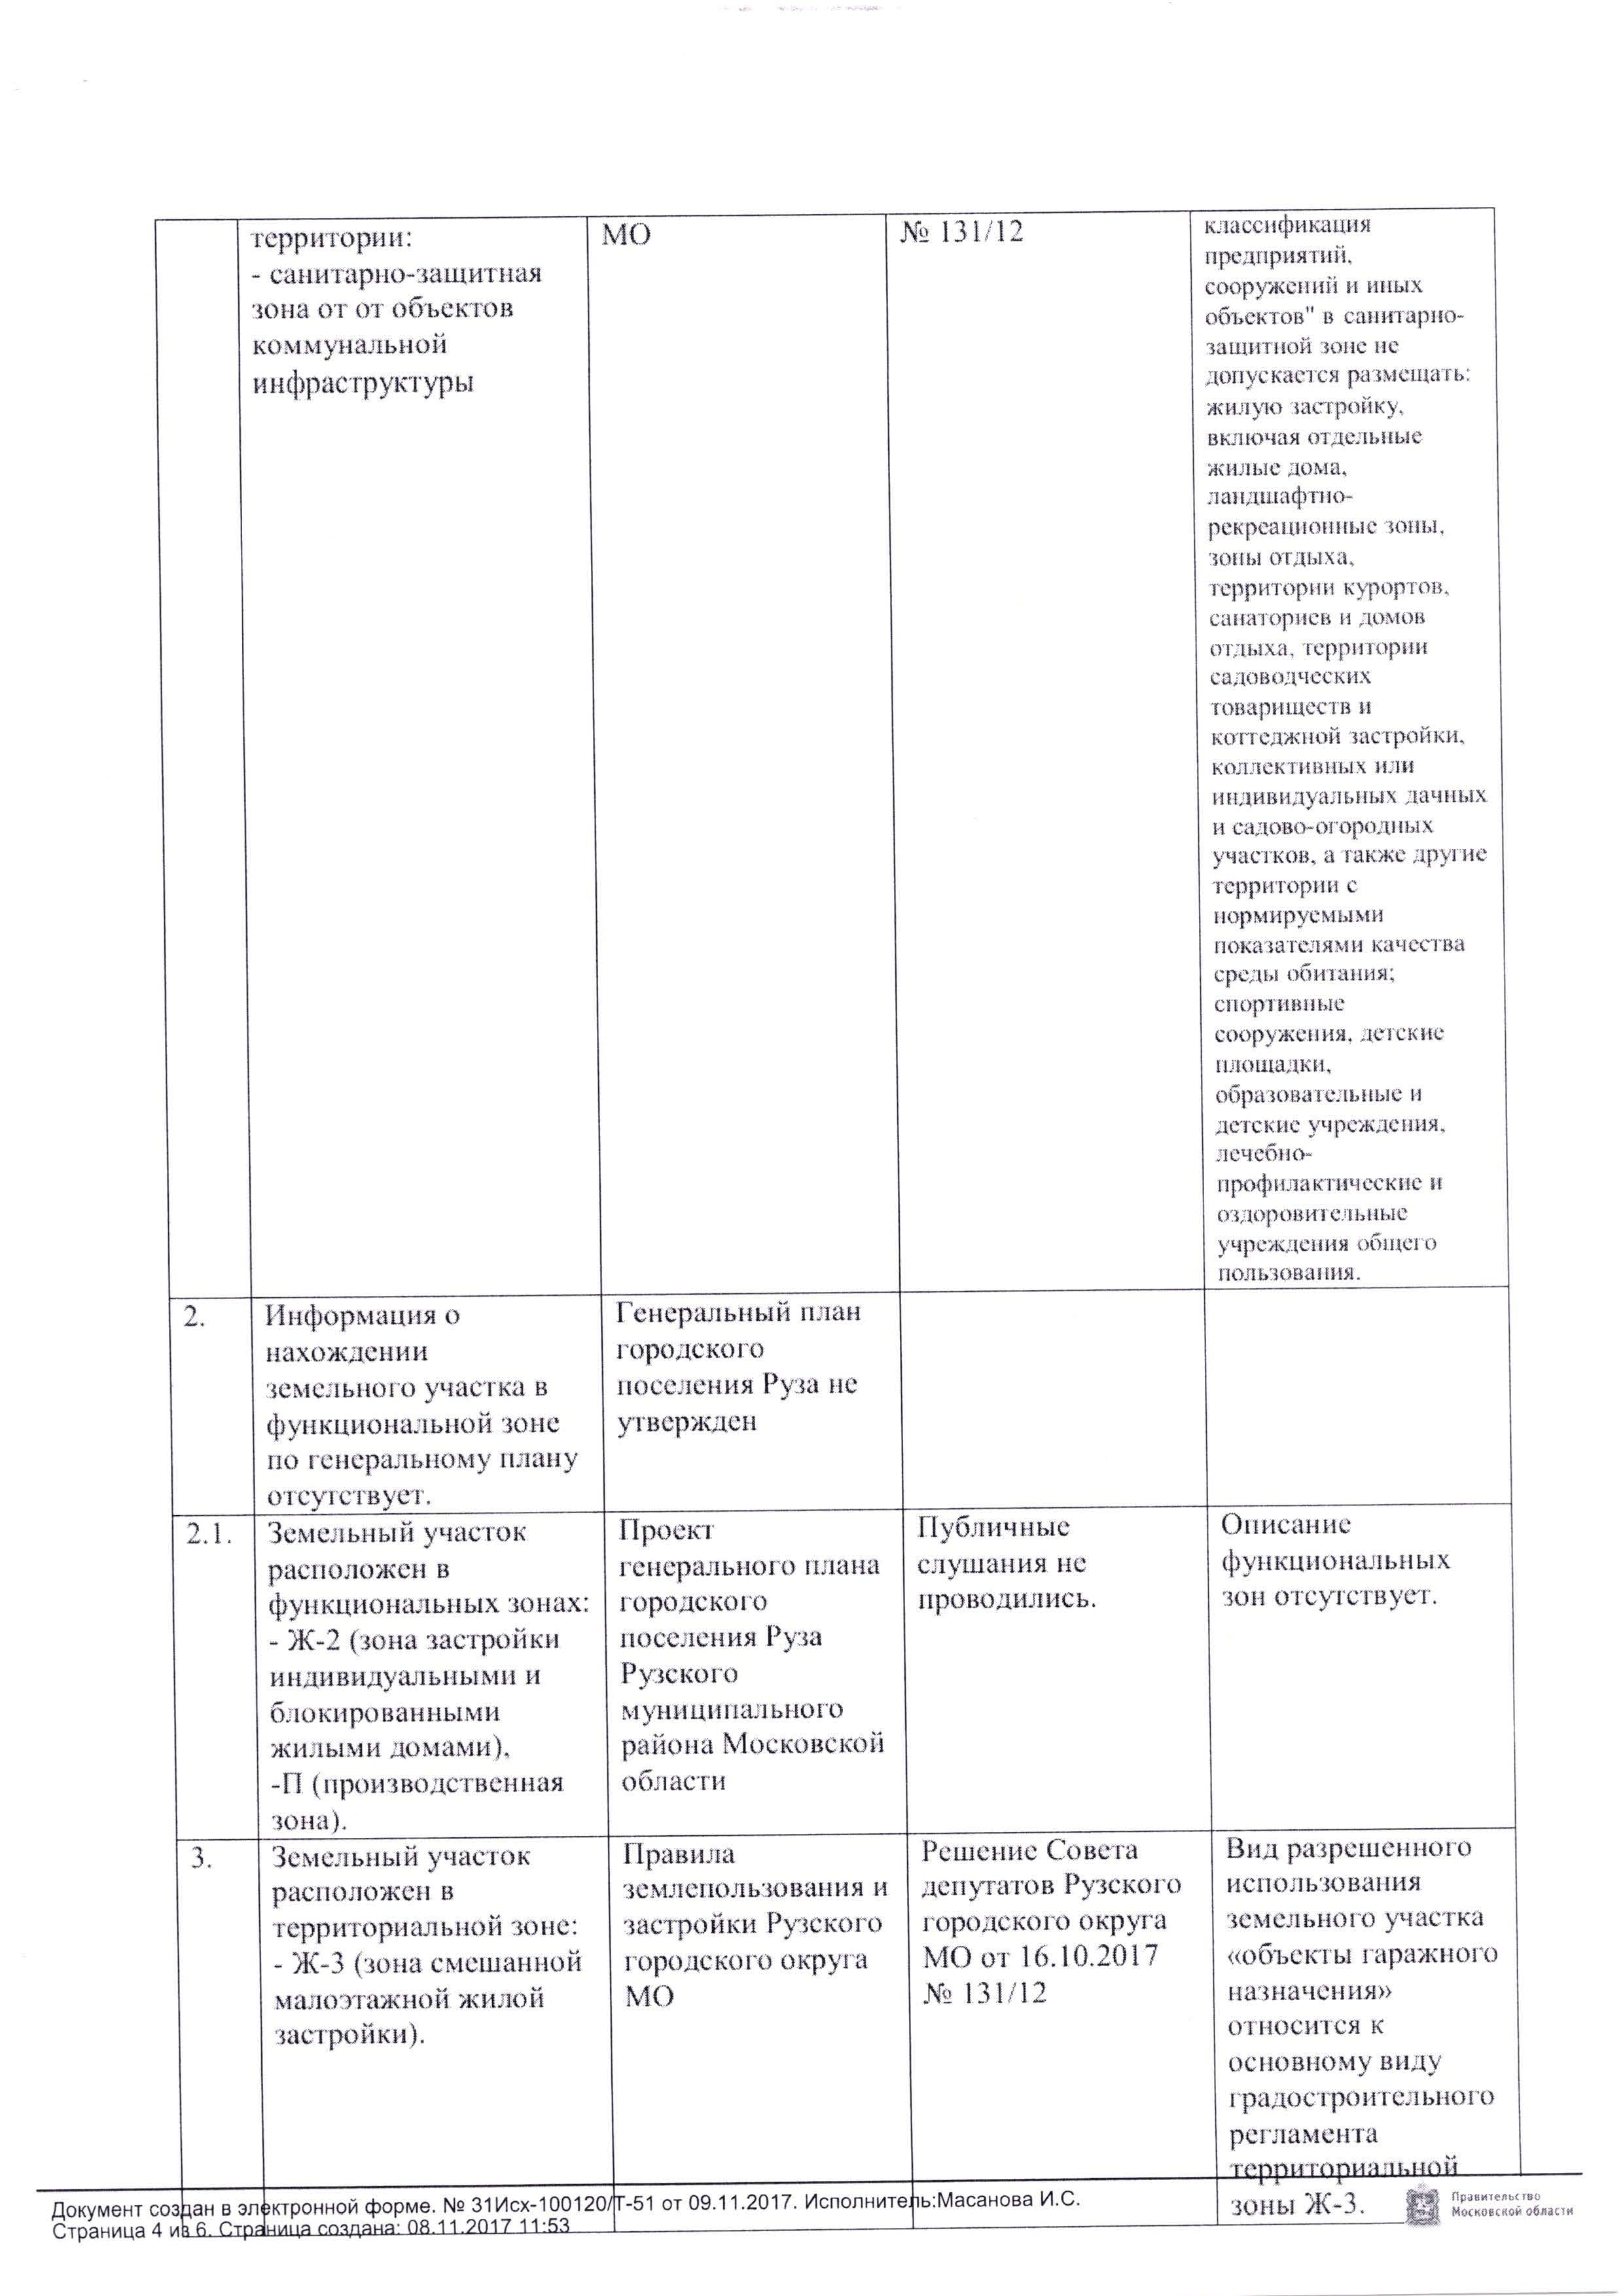 территории:
- санитарно-защитная
зона от от объектов
коммунальной
инфраструктуры
МО
№ 131/12
классификация
предприятий,
сооружений и иных
объектов" в санитарно-
защитной зоне не
допускается размещать:
жилую застройку,
включая отдельные
жилые дома,
ландшафтно-
рекреационные зоны,
зоны отдыха,
территории курортов,
санаториев и домов
отдыха, территории
садоводческих
товариществ и
коттеджной застройки,
коллективных или
индивидуальных дачных
и садово-огородных
участков, а также другие
территории с
нормируемыми
показателями качества
среды обитания;
спортивные
сооружения, детские
площадки,
образовательные и
детские учреждения,
лечебно-
профилактические и
оздоровительные
учреждения общего
пользования.
2.
Информация о
нахождении
земельного участка в
функциональной зоне
по генеральному плану
отсутствует.
Генеральный план
городского
поселения Руза не
утвержден
2.1.
Земельный участок
расположен в
функциональных зонах:
- Ж-2 (зона застройки
индивидуальными и
блокированными
жилыми домами),
-П (производственная
зона).
Проект
генерального плана
городского
поселения Руза
Рузского
муниципального
района Московской
области
Публичные
слушания не
проводились.
Описание
функциональных
зон отсутствует.
3.
Земельный участок
расположен в
территориальной зоне:
- Ж-3 (зона смешанной
малоэтажной жилой
застройки).
Правила
землепользования и
застройки Рузского
городского округа
МО
Решение Совета
депутатов Рузского
городского округа
МО от 16.10.2017
№ 131/12
Вид разрешенного
использования
земельного участка
«объекты гаражного
назначения»
относится к
основному виду
градостроительного
регламента
территориальной
зоны Ж-3.
Документ создан в электронной форме. № 31Исх-100120/Т-51 от 09.11.2017. Исполнитель:Масанова И.С.
Страница 4 из 6. Страница создана: 08.11.2017 11:53
Правительство
Московской области